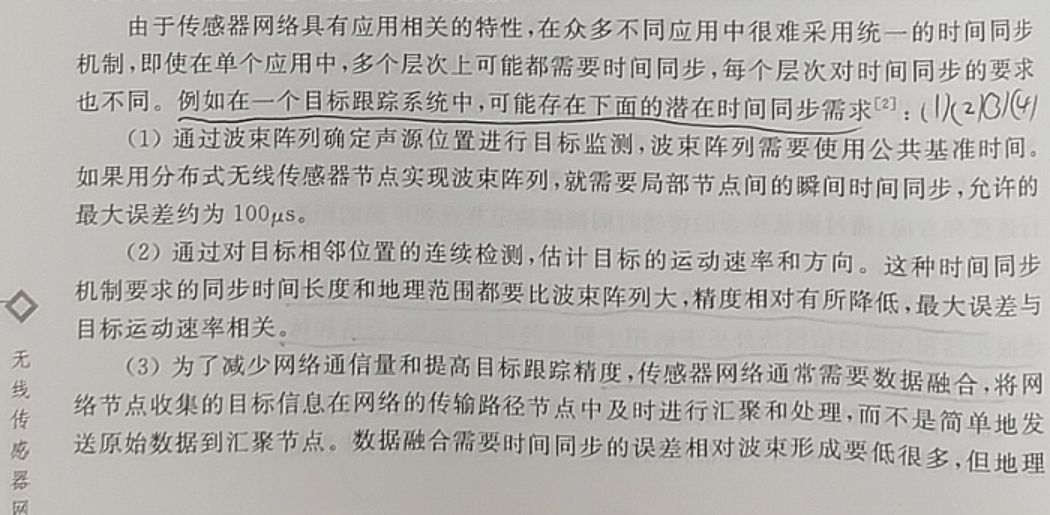 由于传感器网络具有应用相关的特性,在众多不同应用中很难采用统一的时间同步
机制,即使在单个应用中,多个层次上可能都需要时间同步,每个层次对时间同步的要求
也不同。例如在一个目标跟踪系统中,可能存在下面的潜在时间同步需求[2]:(1)(2)(3)(4)
(1) 通过波束阵列确定声源位置进行目标监测,波束阵列需要使用公共基准时间。
如果用分布式无线传感器节点实现波束阵列,就需要局部节点间的瞬间时间同步,允许的
最大误差约为 100μs。
(2) 通过对目标相邻位置的连续检测,估计目标的运动速率和方向。这种时间同步
机制要求的同步时间长度和地理范围都要比波束阵列大,精度相对有所降低,最大误差与
目标运动速率相关。
(3) 为了减少网络通信量和提高目标跟踪精度,传感器网络通常需要数据融合,将网
络节点收集的目标信息在网络的传输路径节点中及时进行汇聚和处理,而不是简单地发
送原始数据到汇聚节点。数据融合需要时间同步的误差相对波束形成要低很多,但地理
无线传感器网